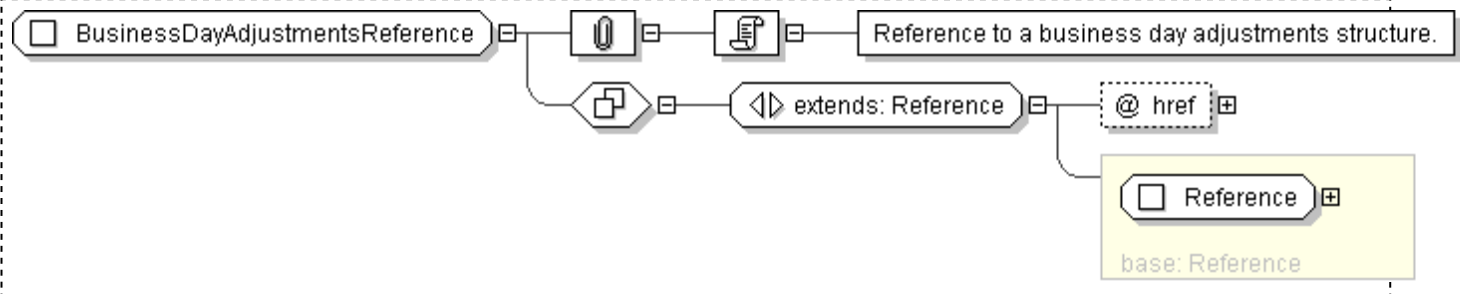 BusinessDayAdjustmentsReference
Reference to a business day adjustments structure.
extends: Reference
@ href
Reference
base: Reference